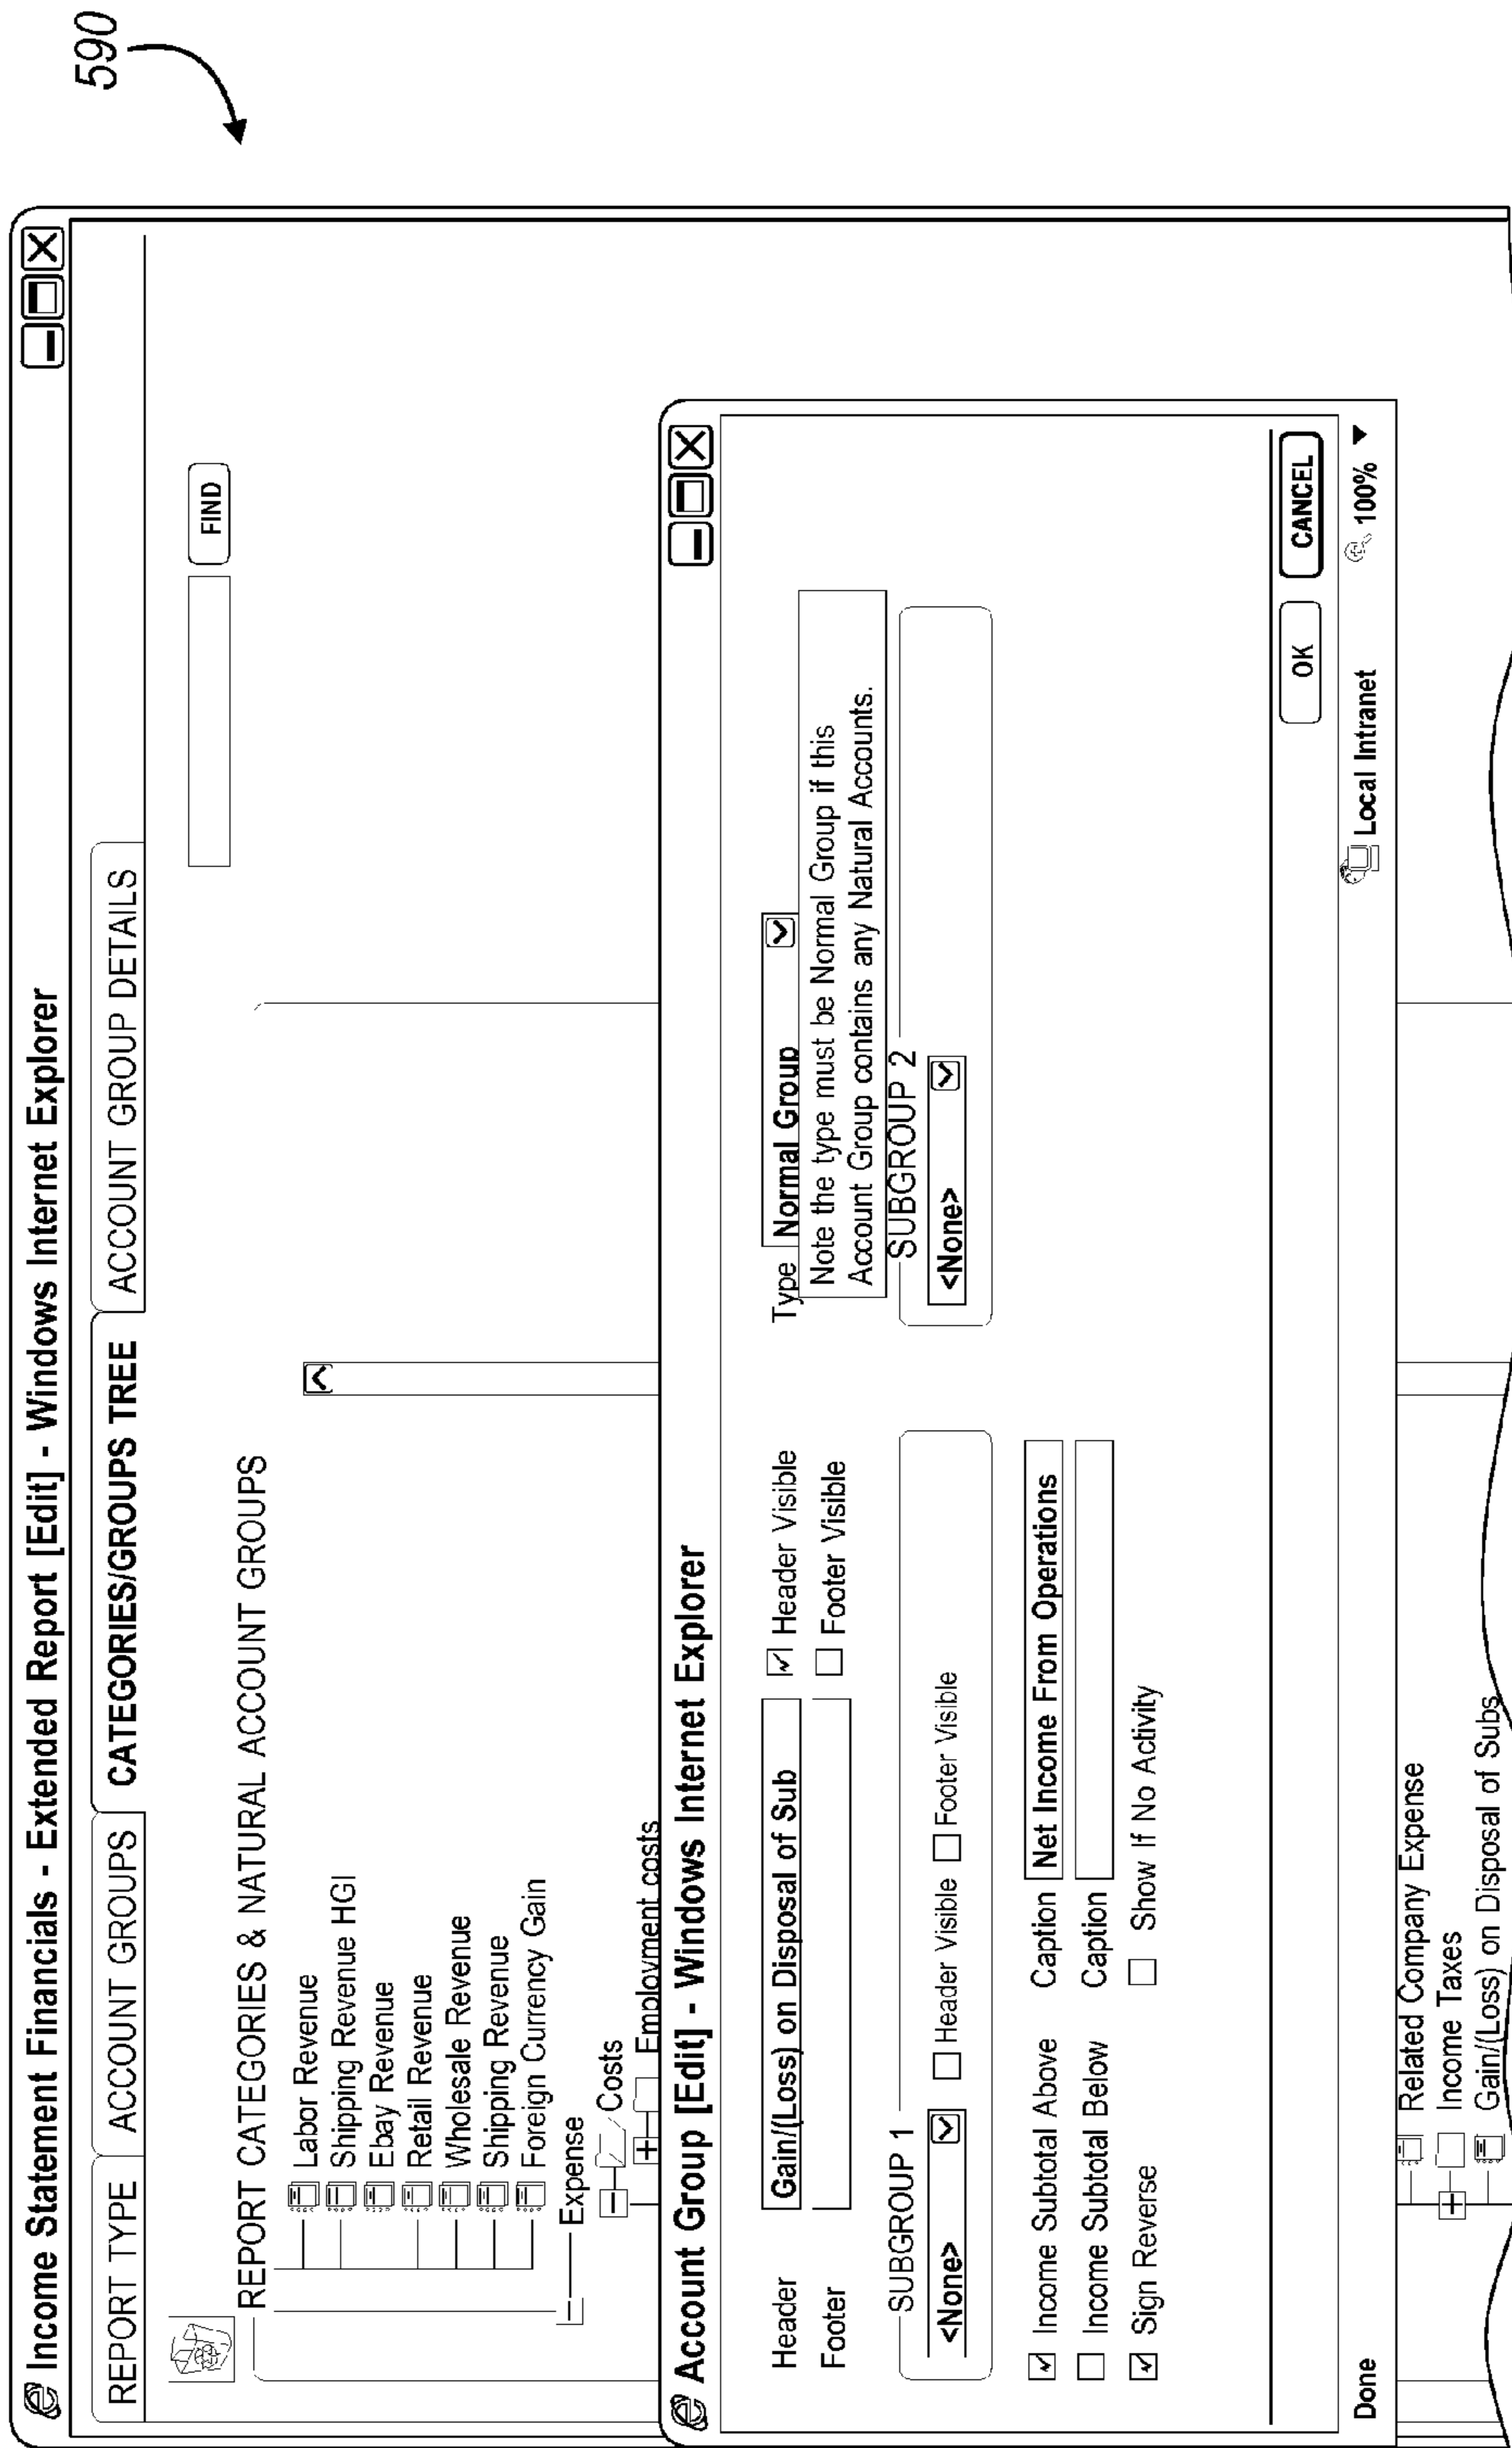 590
Income Statement Financials - Extended Report [Edit] - Windows Internet Explorer
REPORT TYPE ACCOUNT GROUPS CATEGORIES/GROUPS TREE ACCOUNT GROUP DETAILS
FIND
REPORT CATEGORIES & NATURAL ACCOUNT GROUPS
Labor Revenue
Shipping Revenue HGI
Ebay Revenue
Retail Revenue
Wholesale Revenue
Shipping Revenue
Foreign Currency Gain
Expense
Costs
Employment costs
Account Group [Edit] - Windows Internet Explorer
Header Gain/(Loss) on Disposal of Sub Header Visible Type Normal Group
Footer Footer Visible
Note the type must be Normal Group if this
Account Group contains any Natural Accounts.
SUBGROUP 1 SUBGROUP 2
<None> Header Visible Footer Visible <None>
Income Subtotal Above Caption Net Income From Operations
Income Subtotal Below Caption
Sign Reverse Show If No Activity
OK CANCEL
Done Local Intranet 100%
Related Company Expense
Income Taxes
Gain/(Loss) on Disposal of Subs